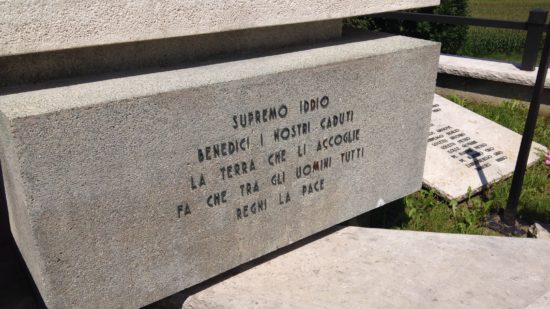 SUPREMO IDDIO
BENEDICI I NOSTRI CADUTI
LA TERRA CHE LI ACCOGLIE
FA CHE TRA GLI UOMINI TUTTI
REGNI LA PACE